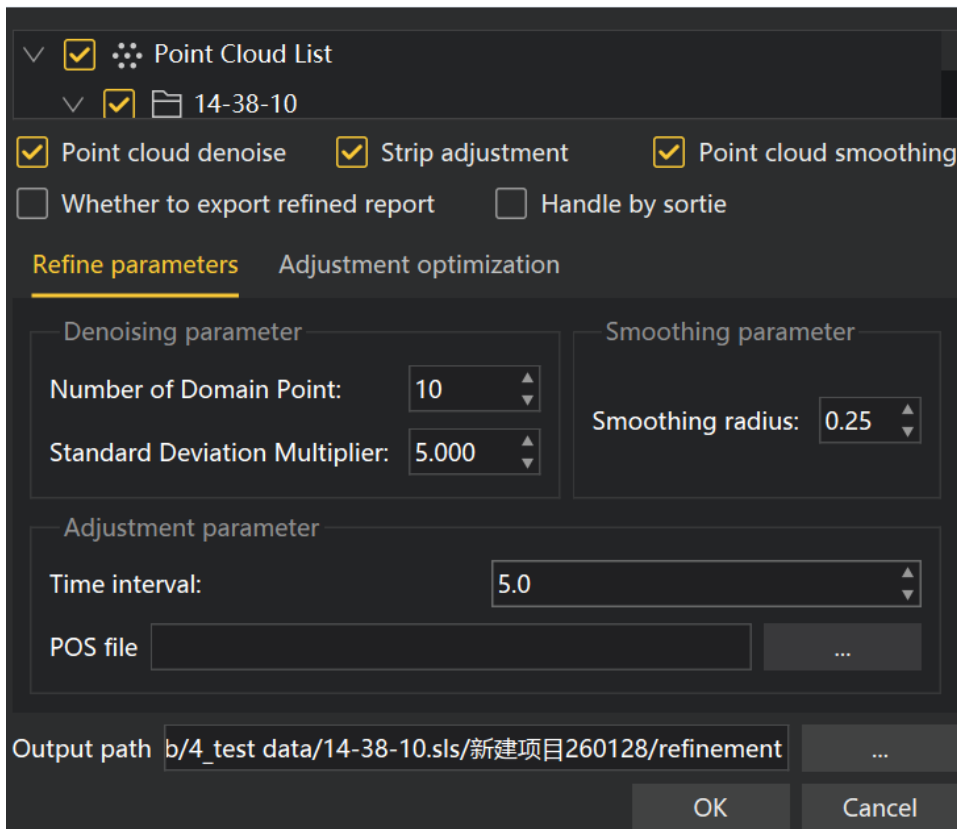 Point Cloud List
14-38-10
Point cloud denoise Strip adjustment Point cloud smoothing
Whether to export refined report Handle by sortie
Refine parameters Adjustment optimization
Denoising parameter Smoothing parameter
Number of Domain Point: 10
Smoothing radius: 0.25
Standard Deviation Multiplier: 5.000
Adjustment parameter
Time interval: 5.0
POS file ...
Output path b/4_test data/14-38-10.sls/新建项目260128/refinement ...
OK Cancel